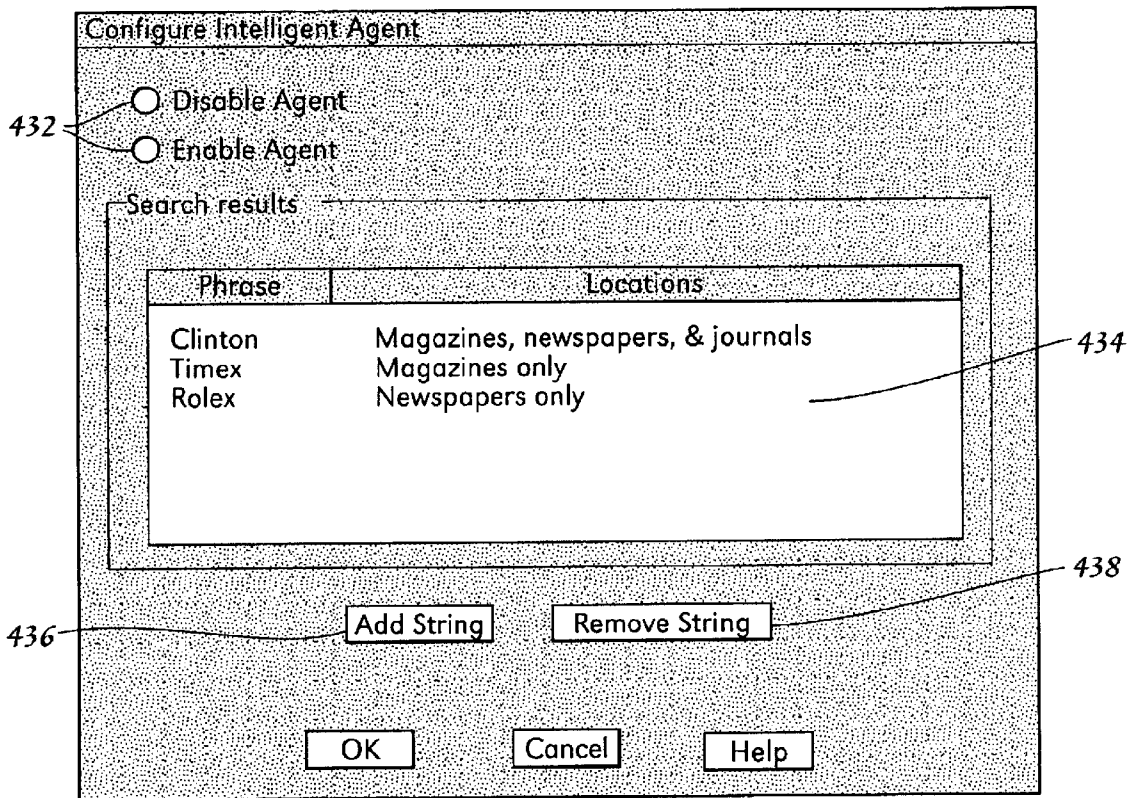 Configure Intelligent Agent
Disable Agent
432
Enable Agent
Search results
Phrase Locations
Clinton Magazines, newspapers, & journals
434
Timex Magazines only
Rolex Newspapers only
438
436 Add String Remove String
OK Cancel Help